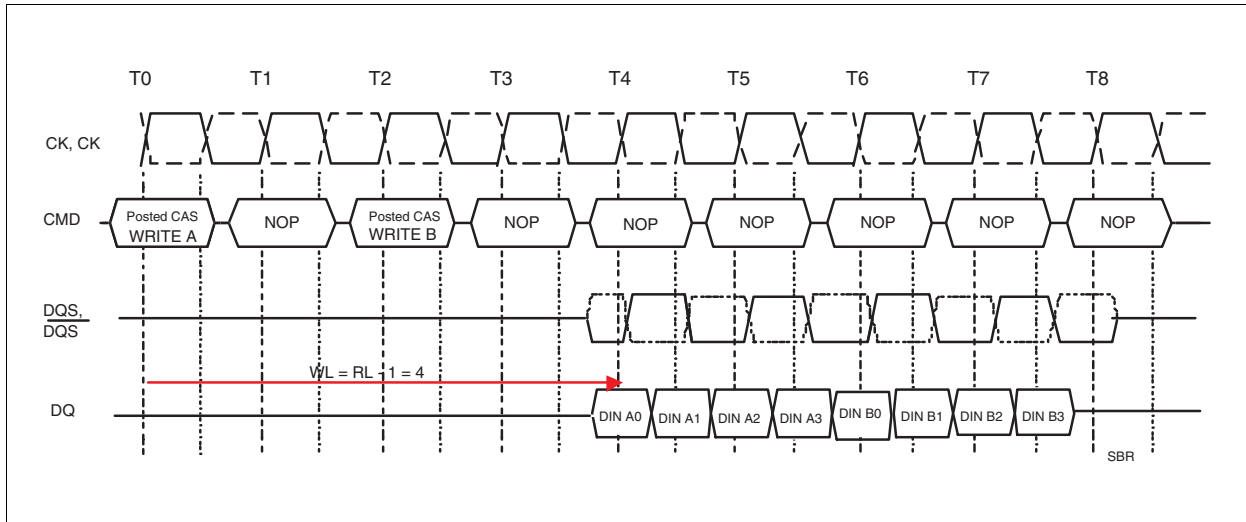 T0 T1 T2 T3 T4 T5 T6 T7 T8
CK, CK
CMD
Posted CAS
WRITE A
NOP
Posted CAS
WRITE B
NOP
NOP
NOP
NOP
NOP
NOP
DQS,
DQS
WL = RL - 1 = 4
DQ
DIN A0 DIN A1 DIN A2 DIN A3 DIN B0 DIN B1 DIN B2 DIN B3
SBR